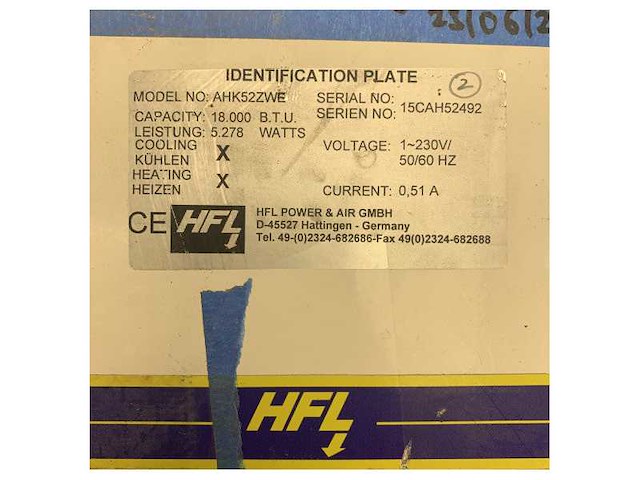 23/06/2
IDENTIFICATION PLATE
2
MODEL NO: AHK52ZWE
SERIAL NO:
SERIEN NO: 15CAH52492
CAPACITY: 18.000 B.T.U.
LEISTUNG: 5.278 WATTS
COOLING
KÜHLEN X
VOLTAGE: 1~230V/
50/60 HZ
HEATING
HEIZEN X
CURRENT: 0,51 A
CE HFL
HFL POWER & AIR GMBH
D-45527 Hattingen - Germany
Tel. 49-(0)2324-682686-Fax 49(0)2324-682688
HFL